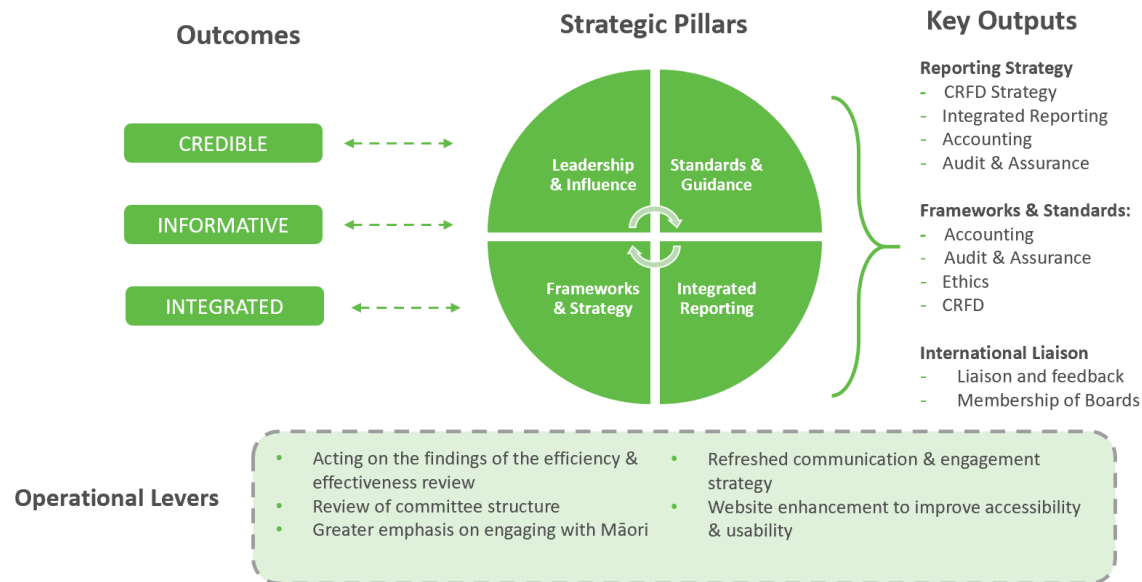 Outcomes
Strategic Pillars
Key Outputs
CREDIBLE
INFORMATIVE
INTEGRATED
Leadership
& Influence
Standards &
Guidance
Frameworks
& Strategy
Integrated
Reporting
Reporting Strategy
- CRFD Strategy
- Integrated Reporting
- Accounting
- Audit & Assurance
Frameworks & Standards:
- Accounting
- Audit & Assurance
- Ethics
- CRFD
International Liaison
- Liaison and feedback
- Membership of Boards
Operational Levers
• Acting on the findings of the efficiency &
effectiveness review
• Review of committee structure
• Greater emphasis on engaging with Māori
• Refreshed communication & engagement
strategy
• Website enhancement to improve accessibility
& usability